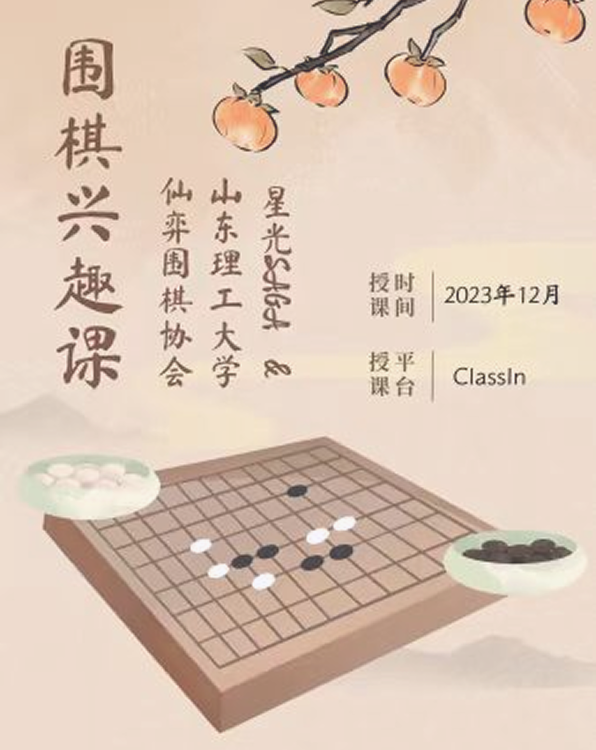 围棋兴趣课
星光SAGA &
山东理工大学
仙弈围棋协会
授课时间
2023年12月
授课平台
ClassIn